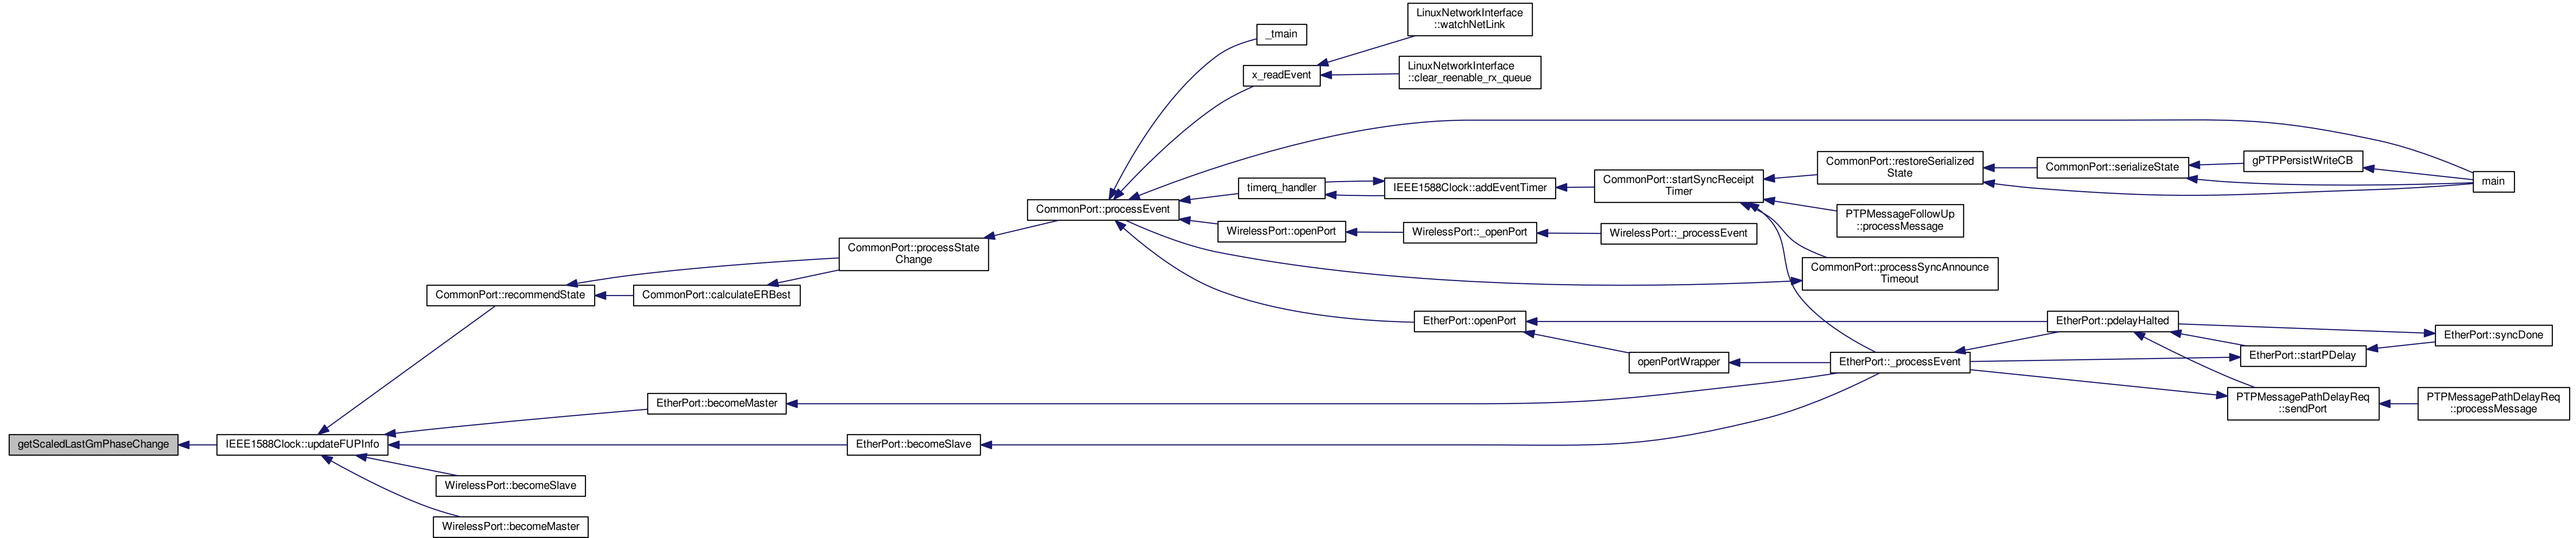 LinuxNetworkInterface
::watchNetLink
_tmain
x_readEvent
LinuxNetworkInterface
::clear_reenable_rx_queue
CommonPort::restoreSerialized
State
CommonPort::serializeState
gPTPPersistWriteCB
main
timerq_handler
IEEE1588Clock::addEventTimer
CommonPort::startSyncReceipt
Timer
CommonPort::processEvent
PTPMessageFollowUp
::processMessage
WirelessPort::openPort
WirelessPort::_openPort
WirelessPort::_processEvent
CommonPort::processState
Change
CommonPort::processSyncAnnounce
Timeout
CommonPort::recommendState
CommonPort::calculateERBest
EtherPort::openPort
EtherPort::pdelayHalted
EtherPort::syncDone
openPortWrapper
EtherPort::_processEvent
EtherPort::startPDelay
EtherPort::becomeMaster
PTPMessagePathDelayReq
::sendPort
PTPMessagePathDelayReq
::processMessage
getScaledLastGmPhaseChange
IEEE1588Clock::updateFUPInfo
EtherPort::becomeSlave
WirelessPort::becomeSlave
WirelessPort::becomeMaster